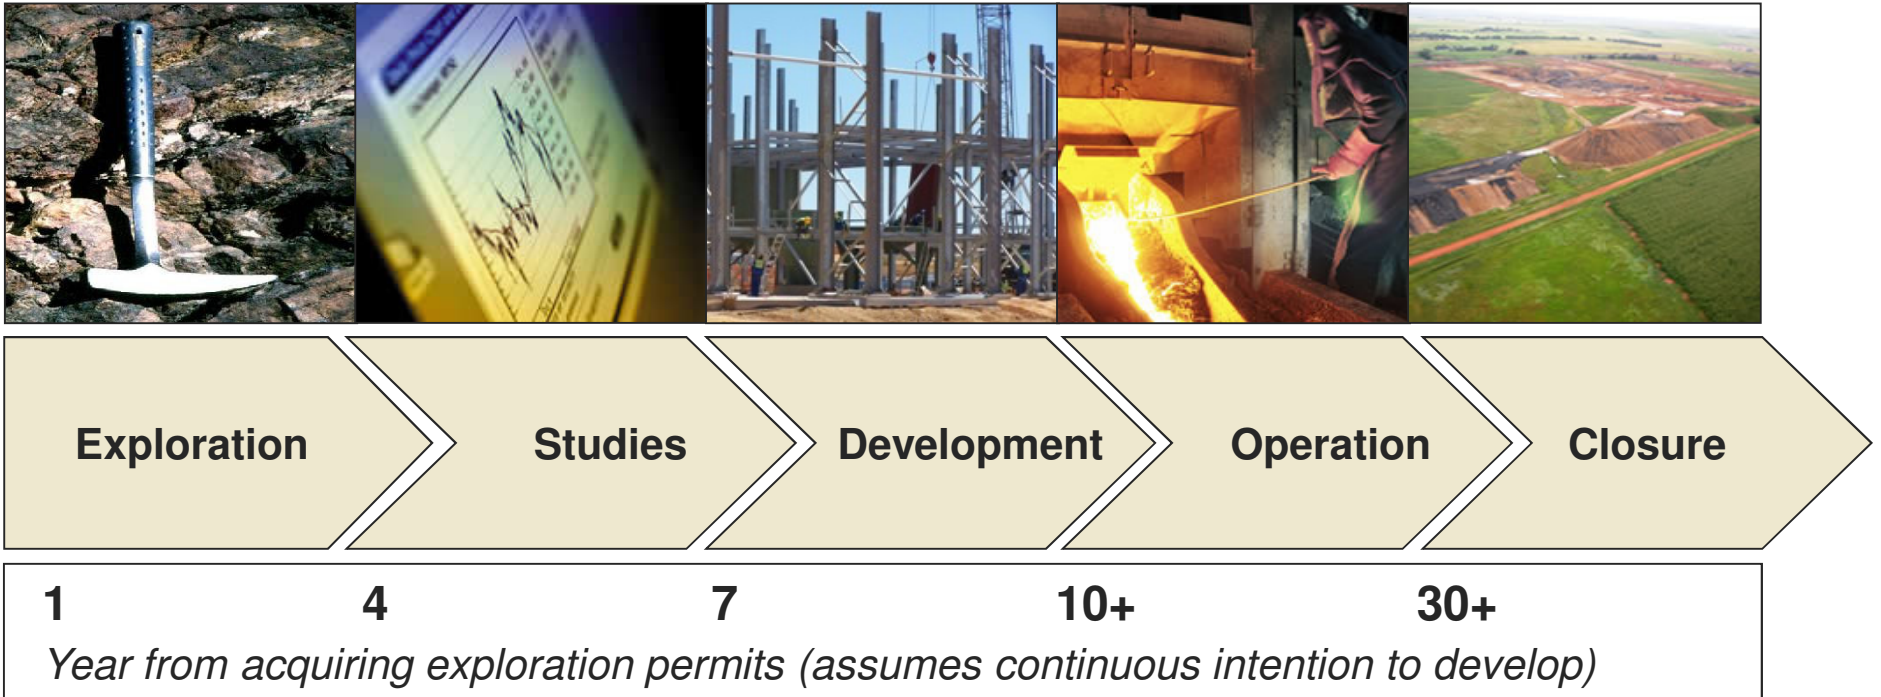 Exploration
Studies
Development
Operation
Closure
1 4 7 10+ 30+
Year from acquiring exploration permits (assumes continuous intention to develop)